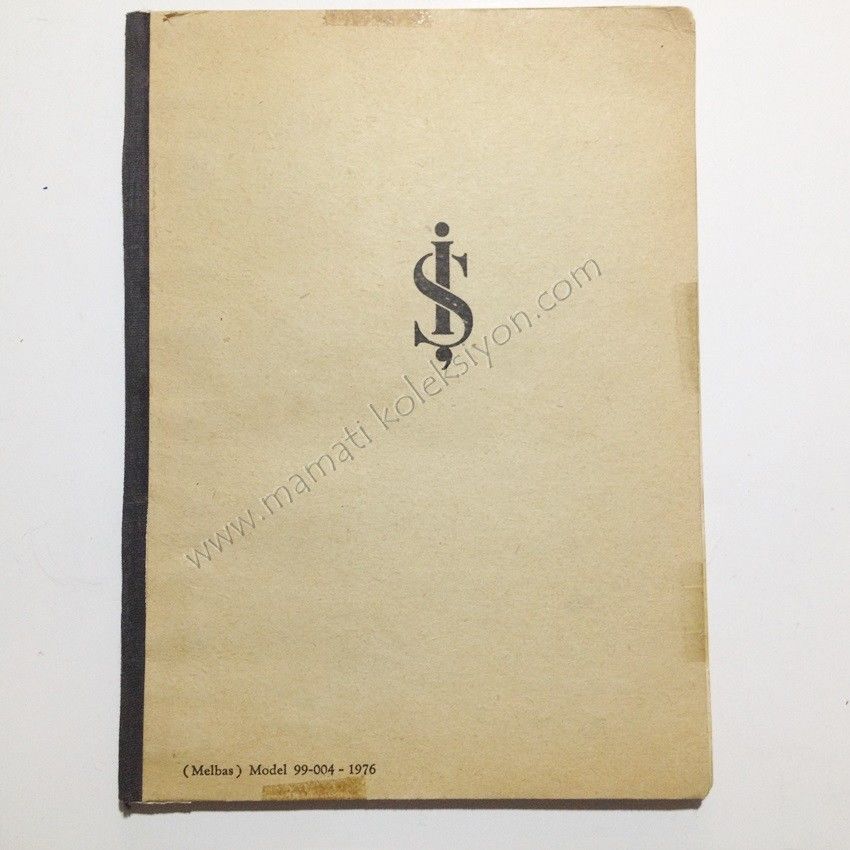 İŞ
www.mamati koleksiyon.com
(Melbas) Model 99-004 - 1976